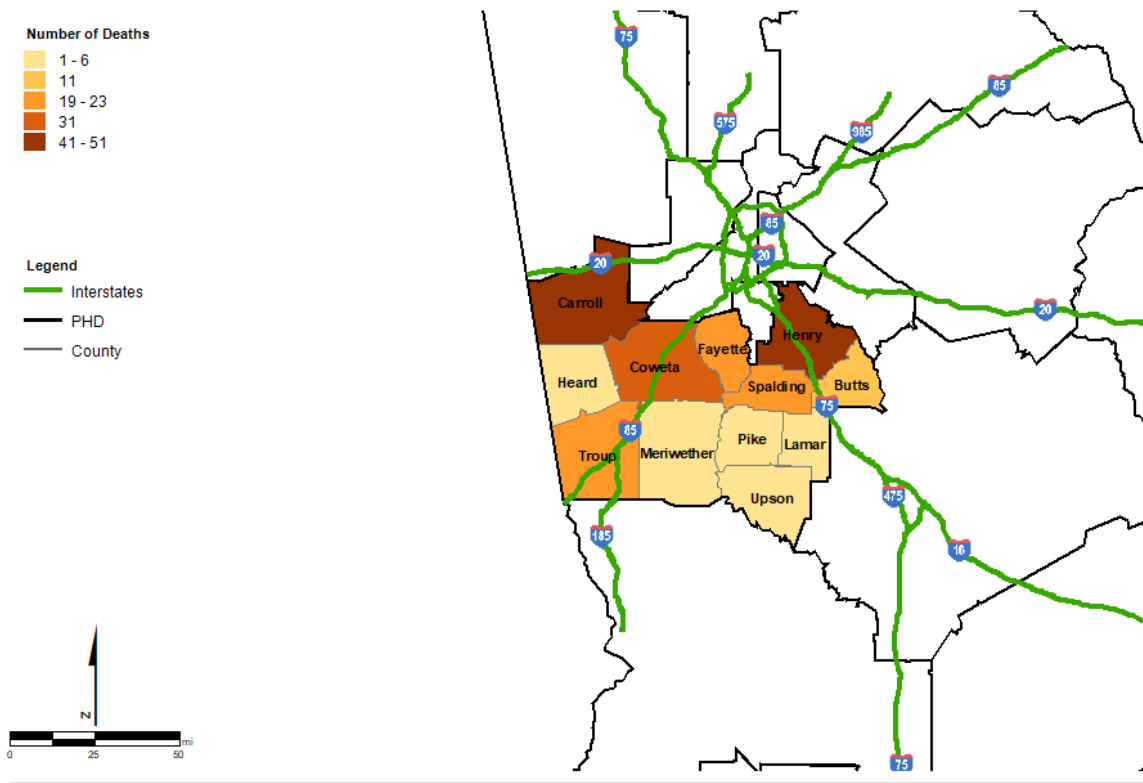 Number of Deaths
1 - 6
11
19 - 23
31
41 - 51
Legend
Interstates
PHD
County
75
85
575
985
85
20
20
20
Carroll
Henry
Fayette
Coweta
Heard
Spalding
Butts
75
85
Pike
Meriwether
Lamar
Troup
Upson
475
185
16
75
N
mi
0 25 50